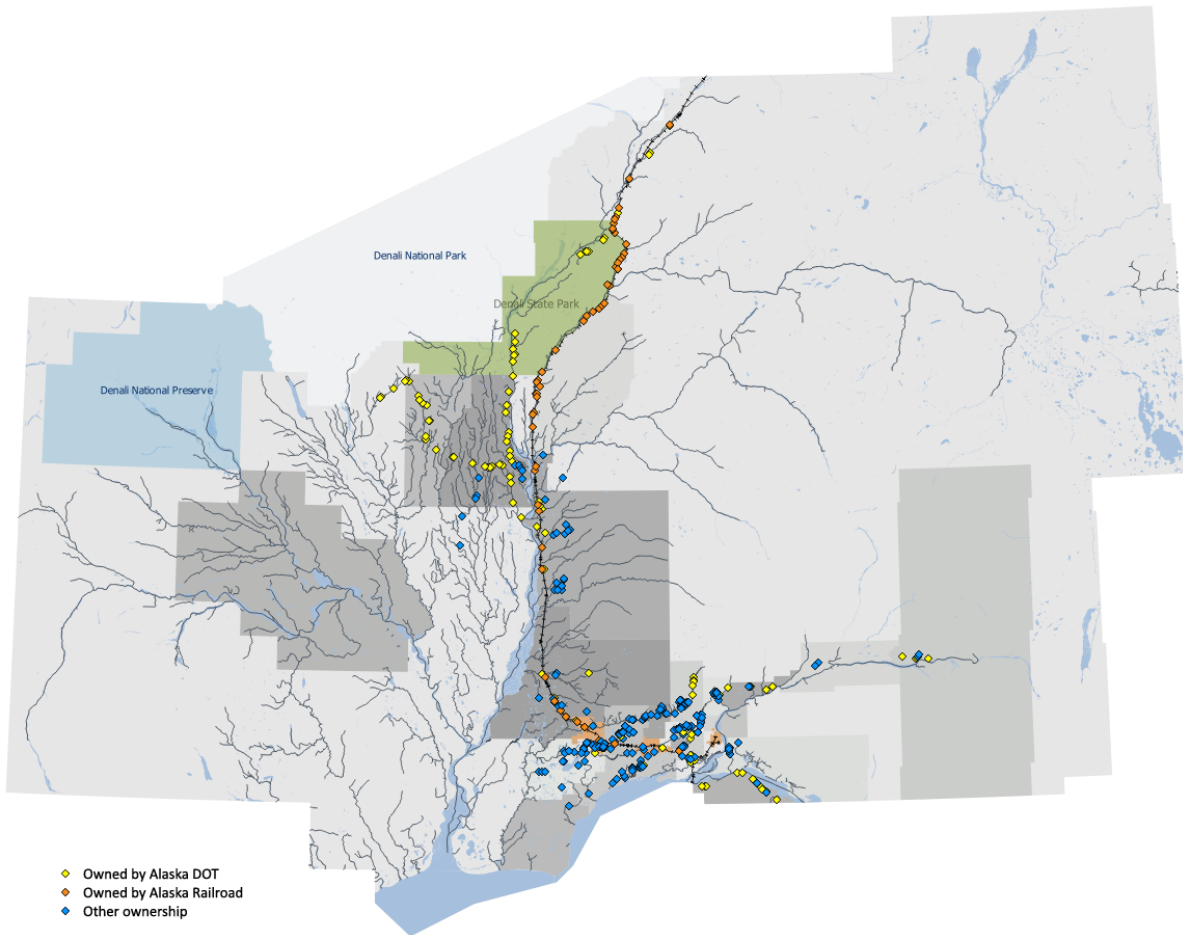 Denali National Park
Denali State Park
Denali National Preserve
Owned by Alaska DOT
Owned by Alaska Railroad
Other ownership